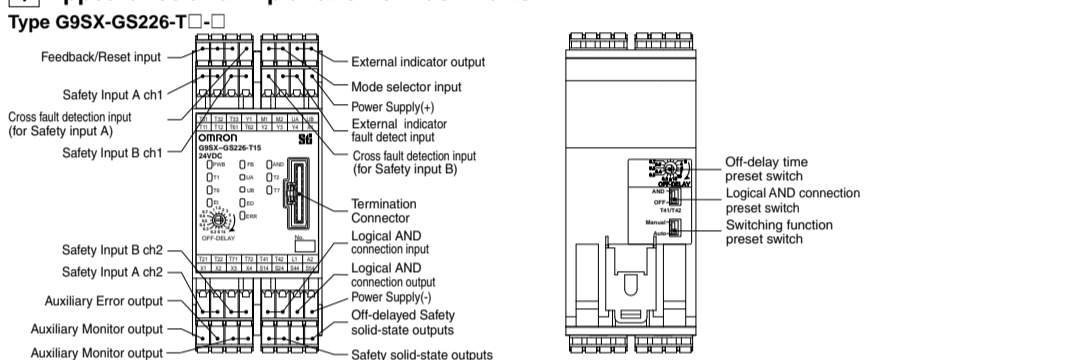 Type G9SX-GS226-T□-□
Feedback/Reset input
Safety Input A ch1
Cross fault detection input
(for Safety input A)
Safety Input B ch1
Safety Input B ch2
Safety Input A ch2
Auxiliary Error output
Auxiliary Monitor output
Auxiliary Monitor output
T32 T33 Y1 M1 M2 UA UB
T11 T12 T61 T62 Y2 Y3 Y4
OMRON
G9SX-GS226-T15
24VDC
PWR FB AND
T1 UA T2
T6 UB T7
EI ED
ERR
OFF-DELAY
No.
T21 T22 T71 T72 T41 T42 L1 A2
X1 X2 X3 X4 S14 S24 S44 S54
External indicator output
Mode selector input
Power Supply(+)
External indicator
fault detect input
Cross fault detection input
(for Safety input B)
Termination
Connector
Logical AND
connection input
Logical AND
connection output
Power Supply(-)
Off-delayed Safety
solid-state outputs
Safety solid-state outputs
OFF-DELAY
AND
OFF
T41/T42
Manual
Auto
Off-delay time
preset switch
Logical AND connection
preset switch
Switching function
preset switch